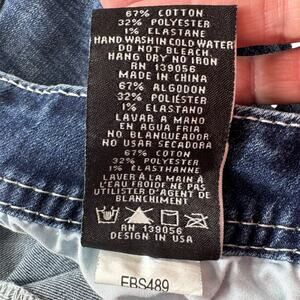 67% COTTON
32% POLYESTER
1% ELASTANE
HAND WASH IN COLD WATER
DO NOT BLEACH
HANG DRY NO IRON
RN 139056
MADE IN CHINA
67% ALGODON
32% POLIÉSTER
1% ELASTANO
LAVAR A MANO
EN AGUA FRIA
NO BLANQUEADOR
NO USAR SECADORA
67% COTON
32% POLYESTER
1% ELASTHANNE
LAVER À LA MAIN À
L'EAU FROIDE NE PAS
UTILISER D'AGENT DE
BLANCHIMENT
RN 139056
DESIGN IN USA
FBS489